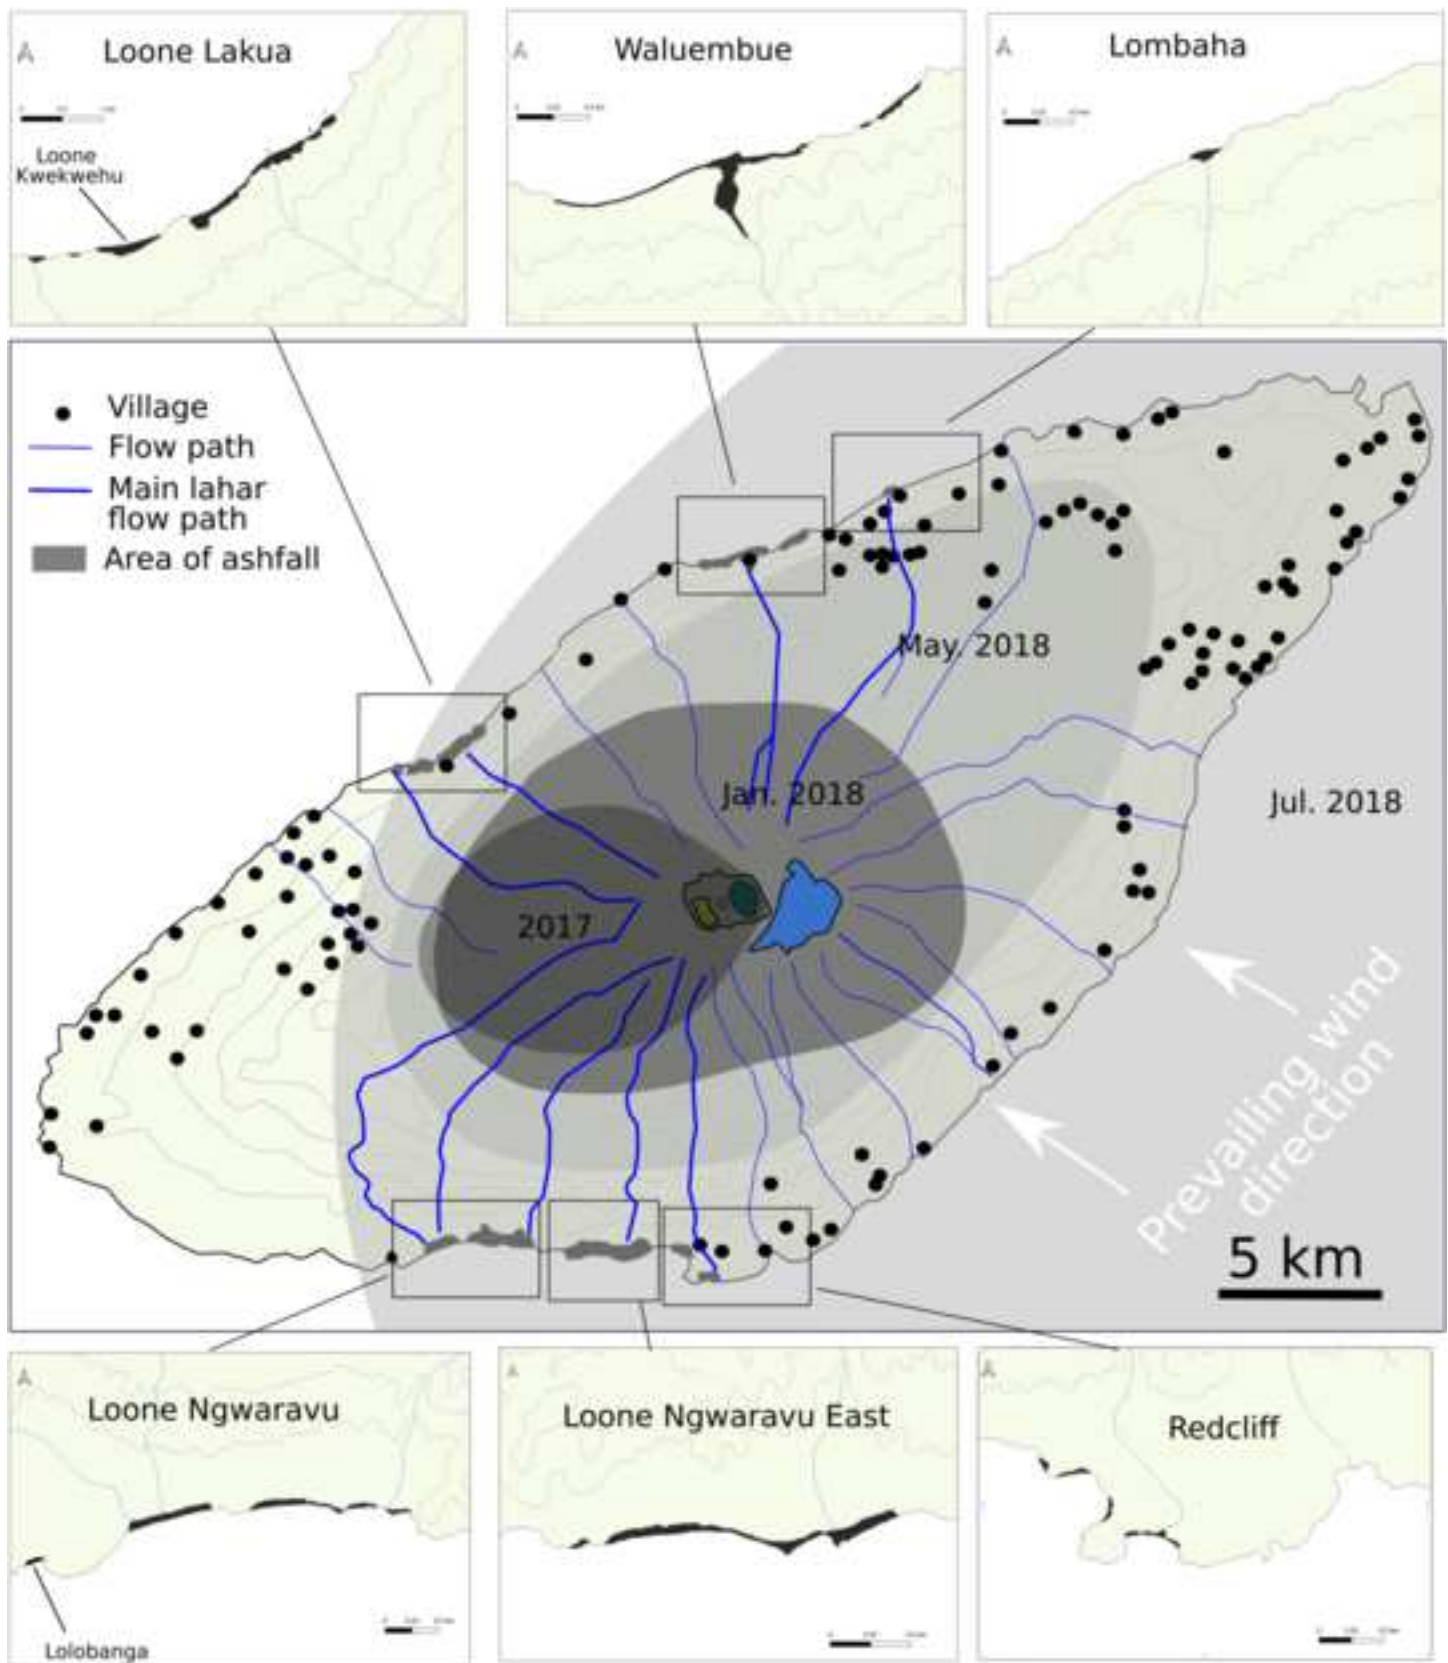 Loone Lakua
Waluembue
Lombaha
Loone
Kwekwehu
Village
Flow path
Main lahar
flow path
Area of ashfall
May. 2018
Jan. 2018
Jul. 2018
2017
Prevailing wind
direction
5 km
Loone Ngwaravu
Loone Ngwaravu East
Redcliff
Lolobanga